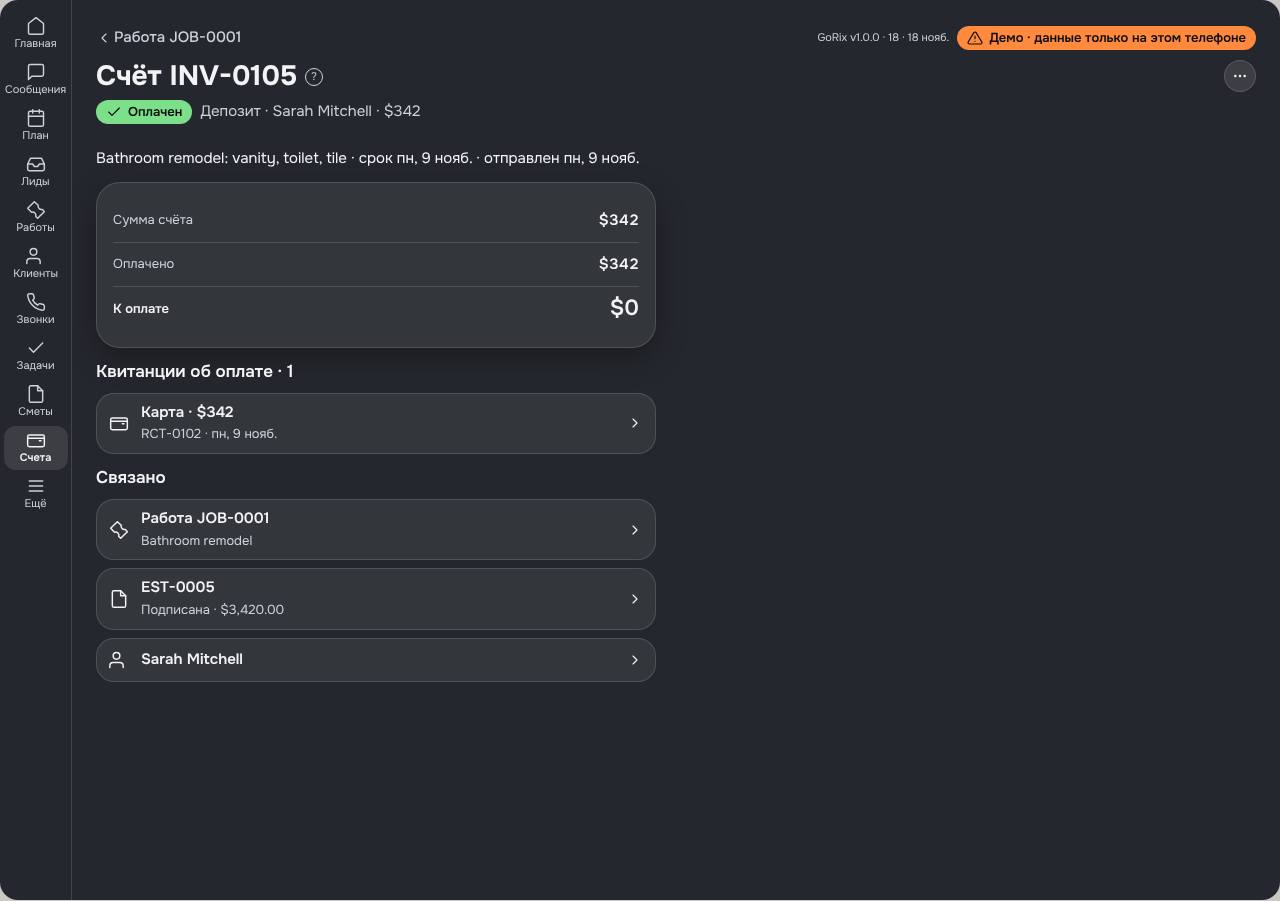 Главная
Сообщения
План
Лиды
Работы
Клиенты
Звонки
Задачи
Сметы
Счета
Ещё
Работа JOB-0001
GoRix v1.0.0 · 18 · 18 нояб.
Демо · данные только на этом телефоне
Счёт INV-0105 ?
Оплачен Депозит · Sarah Mitchell · $342
Bathroom remodel: vanity, toilet, tile · срок пн, 9 нояб. · отправлен пн, 9 нояб.
Сумма счёта $342
Оплачено $342
К оплате $0
Квитанции об оплате · 1
Карта · $342
RCT-0102 · пн, 9 нояб.
Связано
Работа JOB-0001
Bathroom remodel
EST-0005
Подписана · $3,420.00
Sarah Mitchell